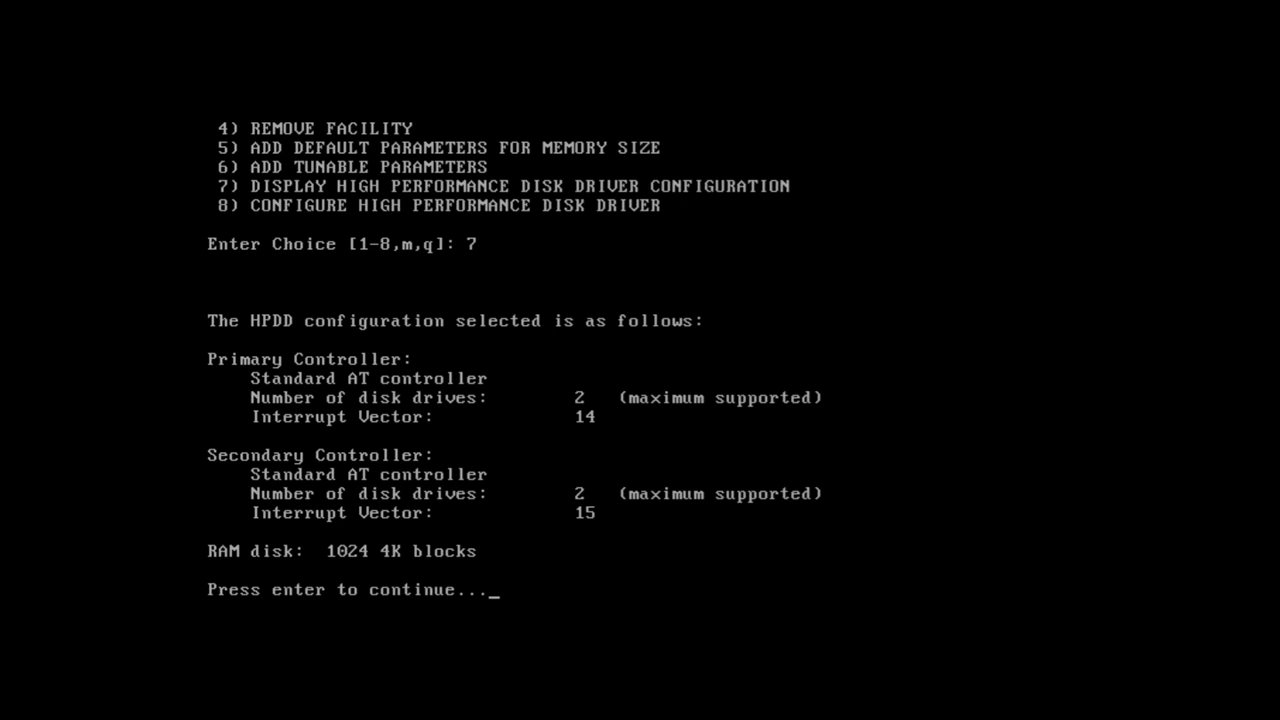 4) REMOVE FACILITY
5) ADD DEFAULT PARAMETERS FOR MEMORY SIZE
6) ADD TUNABLE PARAMETERS
7) DISPLAY HIGH PERFORMANCE DISK DRIVER CONFIGURATION
8) CONFIGURE HIGH PERFORMANCE DISK DRIVER
Enter Choice [1-8,m,q]: 7
The HPDD configuration selected is as follows:
Primary Controller:
Standard AT controller
Number of disk drives: 2 (maximum supported)
Interrupt Vector: 14
Secondary Controller:
Standard AT controller
Number of disk drives: 2 (maximum supported)
Interrupt Vector: 15
RAM disk: 1024 4K blocks
Press enter to continue..._